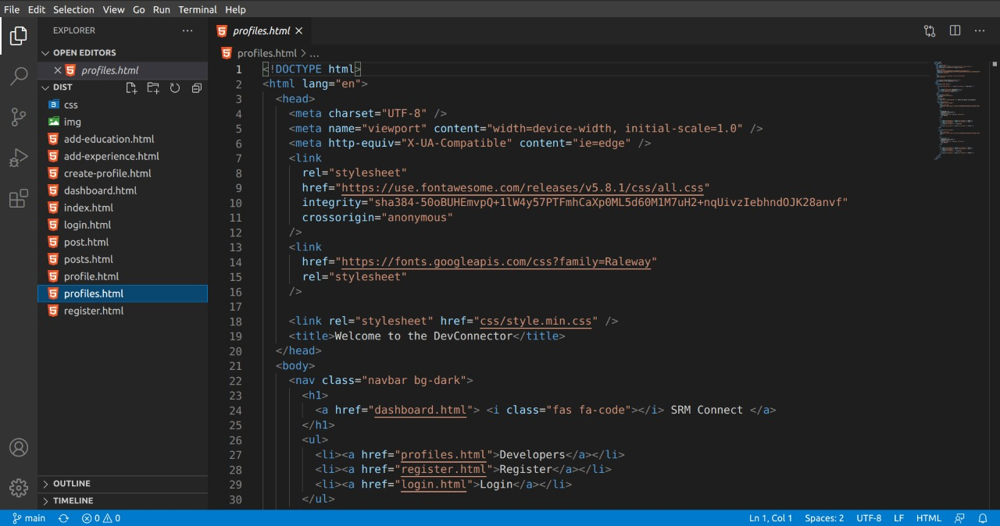 File Edit Selection View Go Run Terminal Help
EXPLORER
profiles.html
OPEN EDITORS
profiles.html
DIST
css
img
add-education.html
add-experience.html
create-profile.html
dashboard.html
index.html
login.html
post.html
posts.html
profile.html
profiles.html
register.html
OUTLINE
TIMELINE
profiles.html > ...
1 <!DOCTYPE html>
2 <html lang="en">
3 <head>
4 <meta charset="UTF-8" />
5 <meta name="viewport" content="width=device-width, initial-scale=1.0" />
6 <meta http-equiv="X-UA-Compatible" content="ie=edge" />
7 <link
8 rel="stylesheet"
9 href="https://use.fontawesome.com/releases/v5.8.1/css/all.css"
10 integrity="sha384-50oBUHEmvpQ+1lW4y57PTFmhCaXp0ML5d60M1M7uH2+nqUivzIebhndOJK28anvf"
11 crossorigin="anonymous"
12 />
13 <link
14 href="https://fonts.googleapis.com/css?family=Raleway"
15 rel="stylesheet"
16 />
17
18 <link rel="stylesheet" href="css/style.min.css" />
19 <title>Welcome to the DevConnector</title>
20 </head>
21 <body>
22 <nav class="navbar bg-dark">
23 <h1>
24 <a href="dashboard.html"> <i class="fas fa-code"></i> SRM Connect </a>
25 </h1>
26 <ul>
27 <li><a href="profiles.html">Developers</a></li>
28 <li><a href="register.html">Register</a></li>
29 <li><a href="login.html">Login</a></li>
30 </ul>
main 0 0 Ln 1, Col 1 Spaces: 2 UTF-8 LF HTML